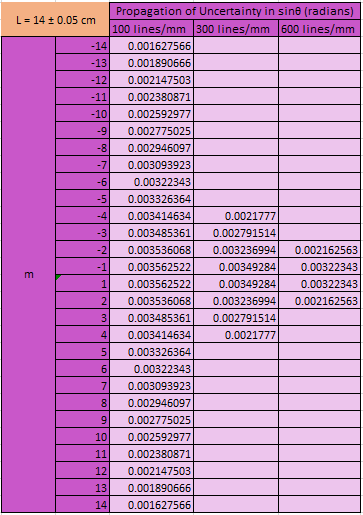 L = 14 ± 0.05 cm
Propagation of Uncertainty in sinθ (radians)
100 lines/mm 300 lines/mm 600 lines/mm
m
-14 0.001627566
-13 0.001890666
-12 0.002147503
-11 0.002380871
-10 0.002592977
-9 0.002775025
-8 0.002946097
-7 0.003093923
-6 0.00322343
-5 0.003326364
-4 0.003414634 0.0021777
-3 0.003485361 0.002791514
-2 0.003536068 0.003236994 0.002162563
-1 0.003562522 0.00349284 0.00322343
1 0.003562522 0.00349284 0.00322343
2 0.003536068 0.003236994 0.002162563
3 0.003485361 0.002791514
4 0.003414634 0.0021777
5 0.003326364
6 0.00322343
7 0.003093923
8 0.002946097
9 0.002775025
10 0.002592977
11 0.002380871
12 0.002147503
13 0.001890666
14 0.001627566